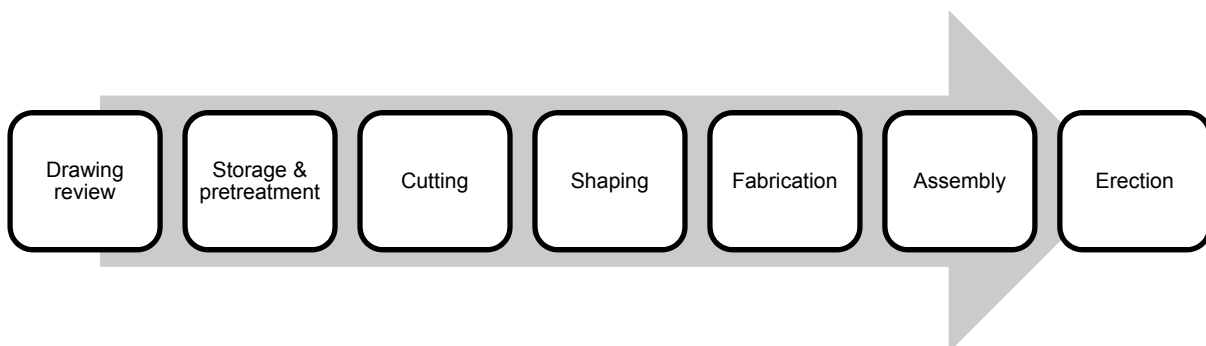 Drawing
review
Storage &
pretreatment
Cutting
Shaping
Fabrication
Assembly
Erection